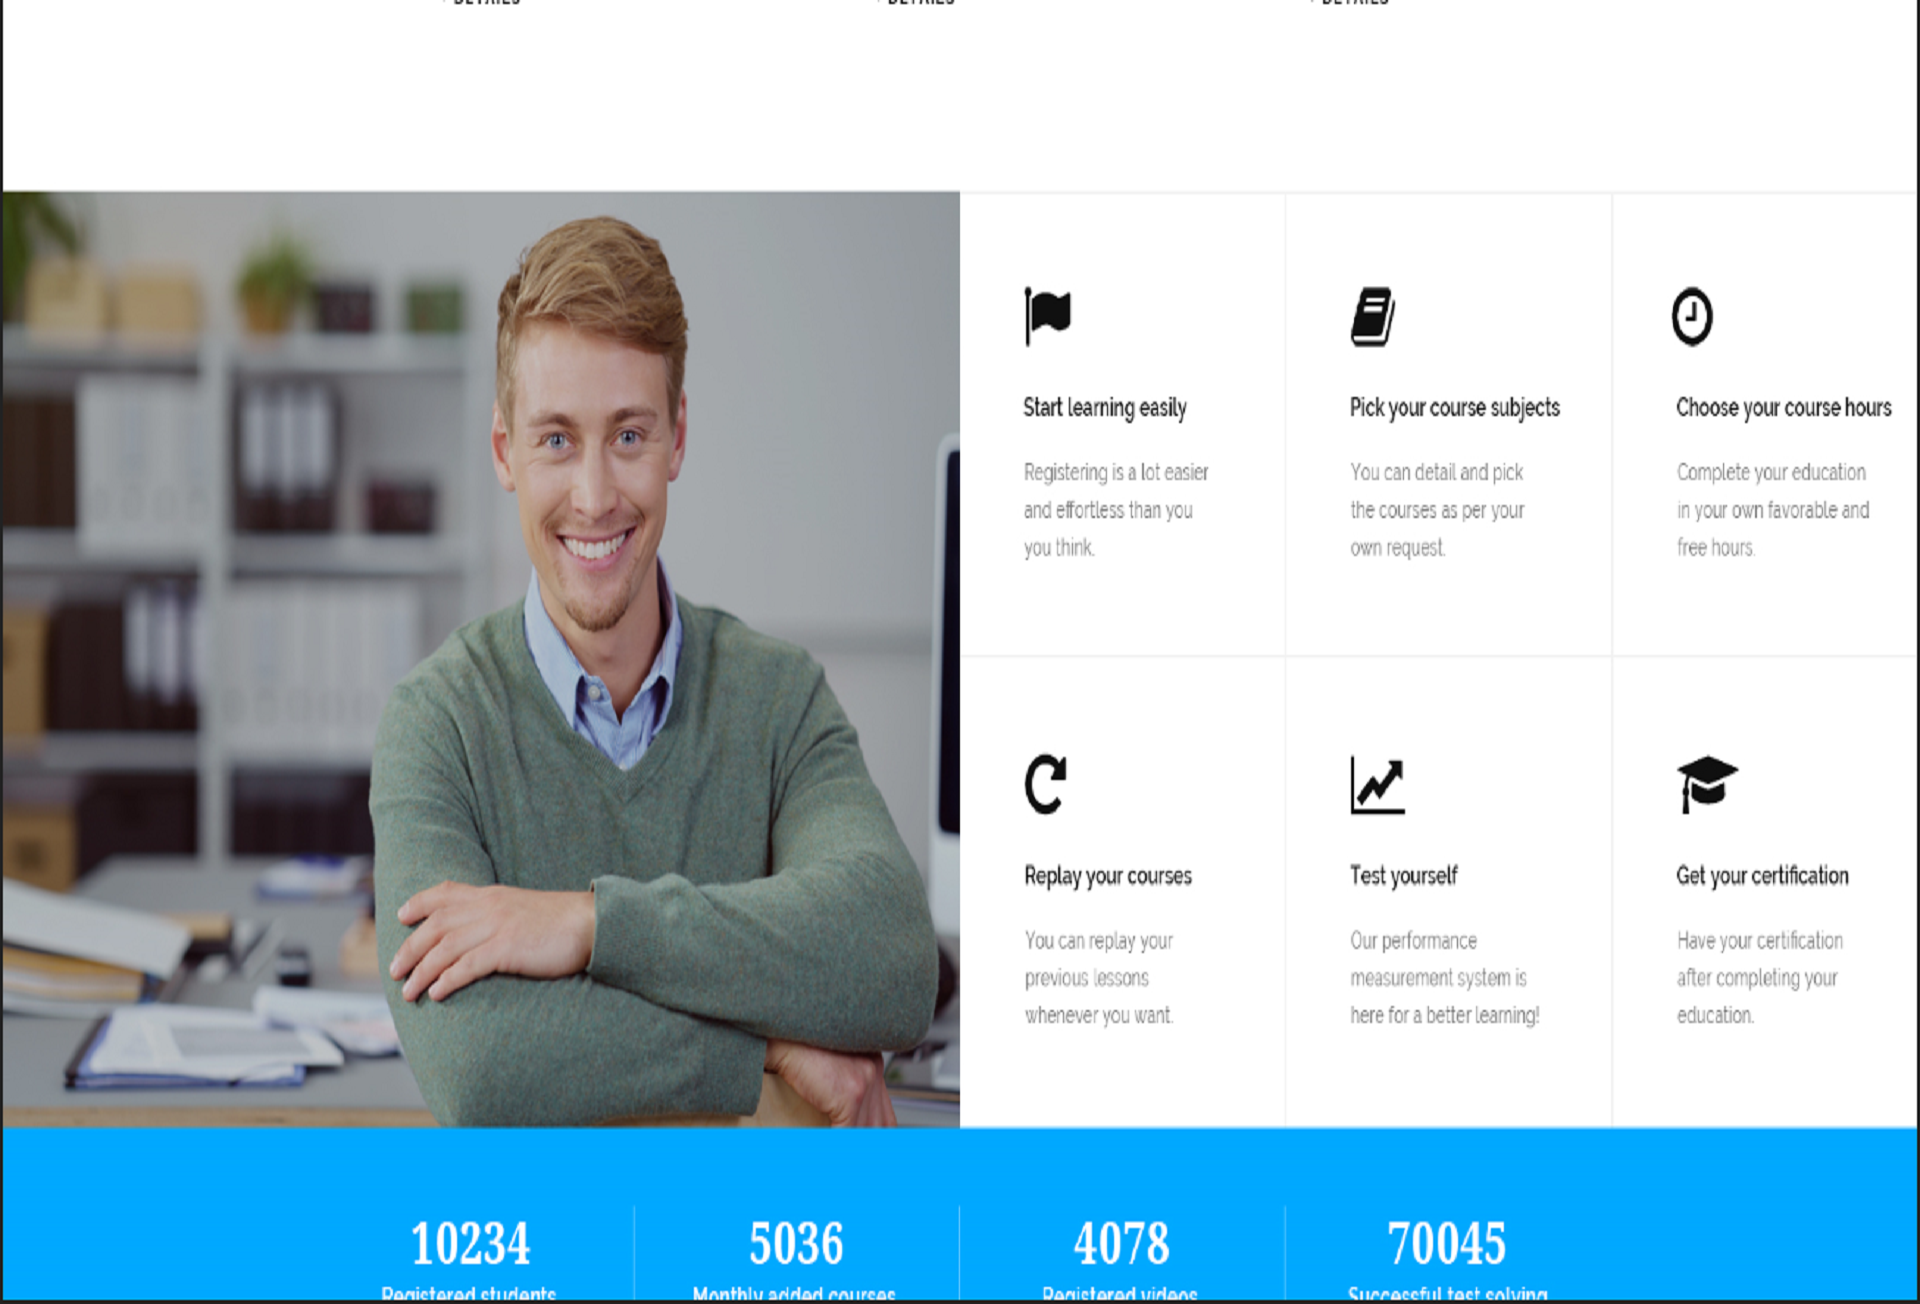 DETAILS DETAILS DETAILS
Start learning easily
Registering is a lot easier
and effortless than you
you think.
Pick your course subjects
You can detail and pick
the courses as per your
own request.
Choose your course hours
Complete your education
in your own favorable and
free hours.
Replay your courses
You can replay your
previous lessons
whenever you want.
Test yourself
Our performance
measurement system is
here for a better learning!
Get your certification
Have your certification
after completing your
education.
10234
Registered students
5036
Monthly added courses
4078
Registered videos
70045
Successful test solving